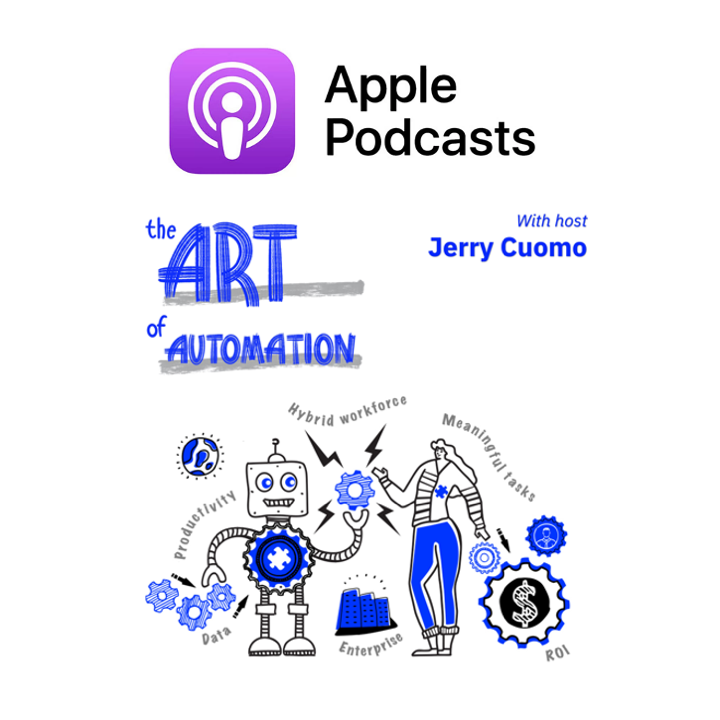 Apple
Podcasts
the
ART
of AUTOMATION
With host
Jerry Cuomo
Hybrid workforce
Meaningful tasks
Productivity
Data
Enterprise
$
ROI